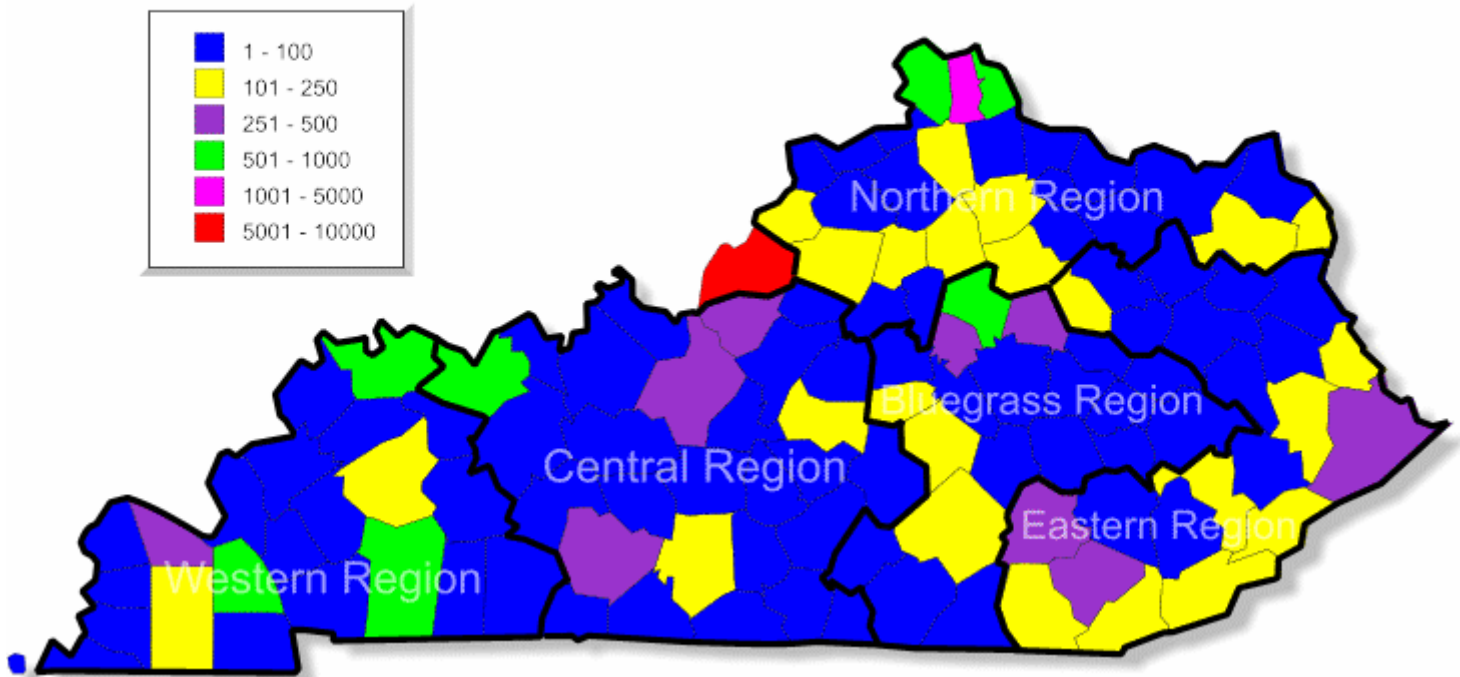 1 - 100
101 - 250
251 - 500
501 - 1000
1001 - 5000
5001 - 10000
Northern Region
Bluegrass Region
Central Region
Eastern Region
Western Region